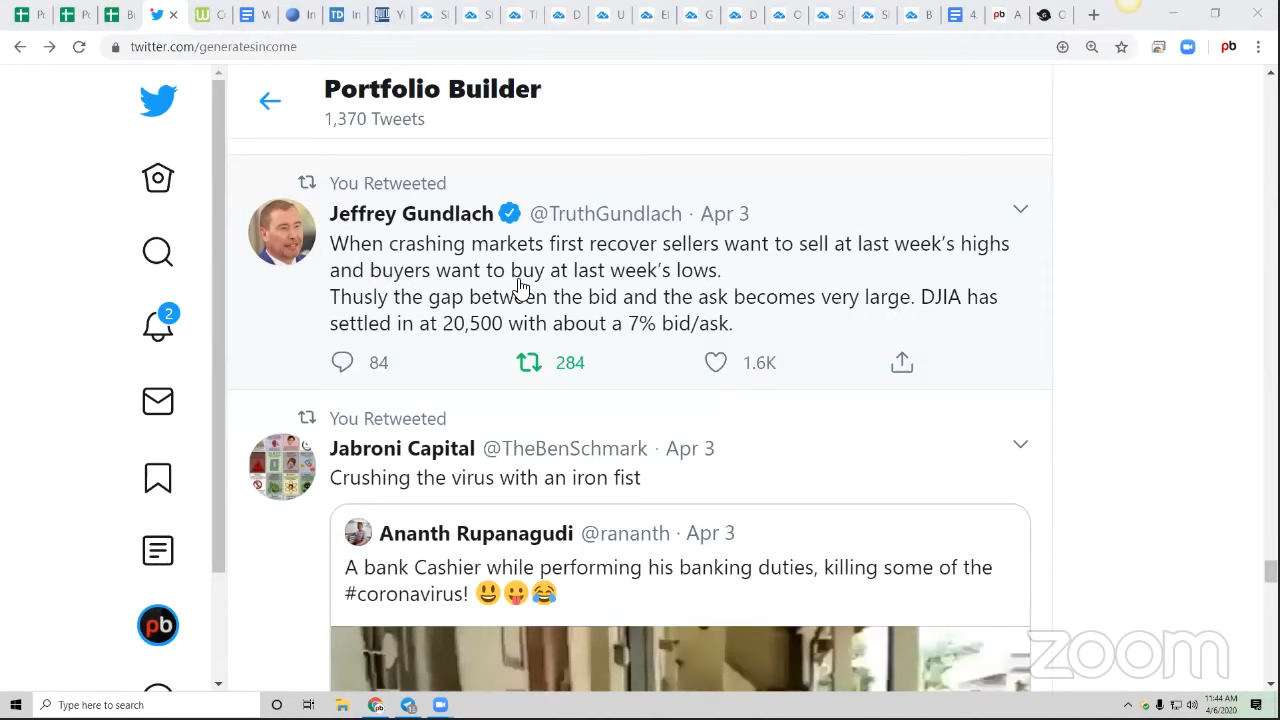 twitter.com/generatesincome
pb
Portfolio Builder
1,370 Tweets
You Retweeted
Jeffrey Gundlach @TruthGundlach · Apr 3
When crashing markets first recover sellers want to sell at last week's highs
and buyers want to buy at last week's lows.
Thusly the gap between the bid and the ask becomes very large. DJIA has
settled in at 20,500 with about a 7% bid/ask.
84 284 1.6K
2
You Retweeted
Jabroni Capital @TheBenSchmark · Apr 3
Crushing the virus with an iron fist
Ananth Rupanagudi @rananth · Apr 3
A bank Cashier while performing his banking duties, killing some of the
#coronavirus! 😃😛😂
pb
zoom
Type here to search
11:44 AM
4/6/2020